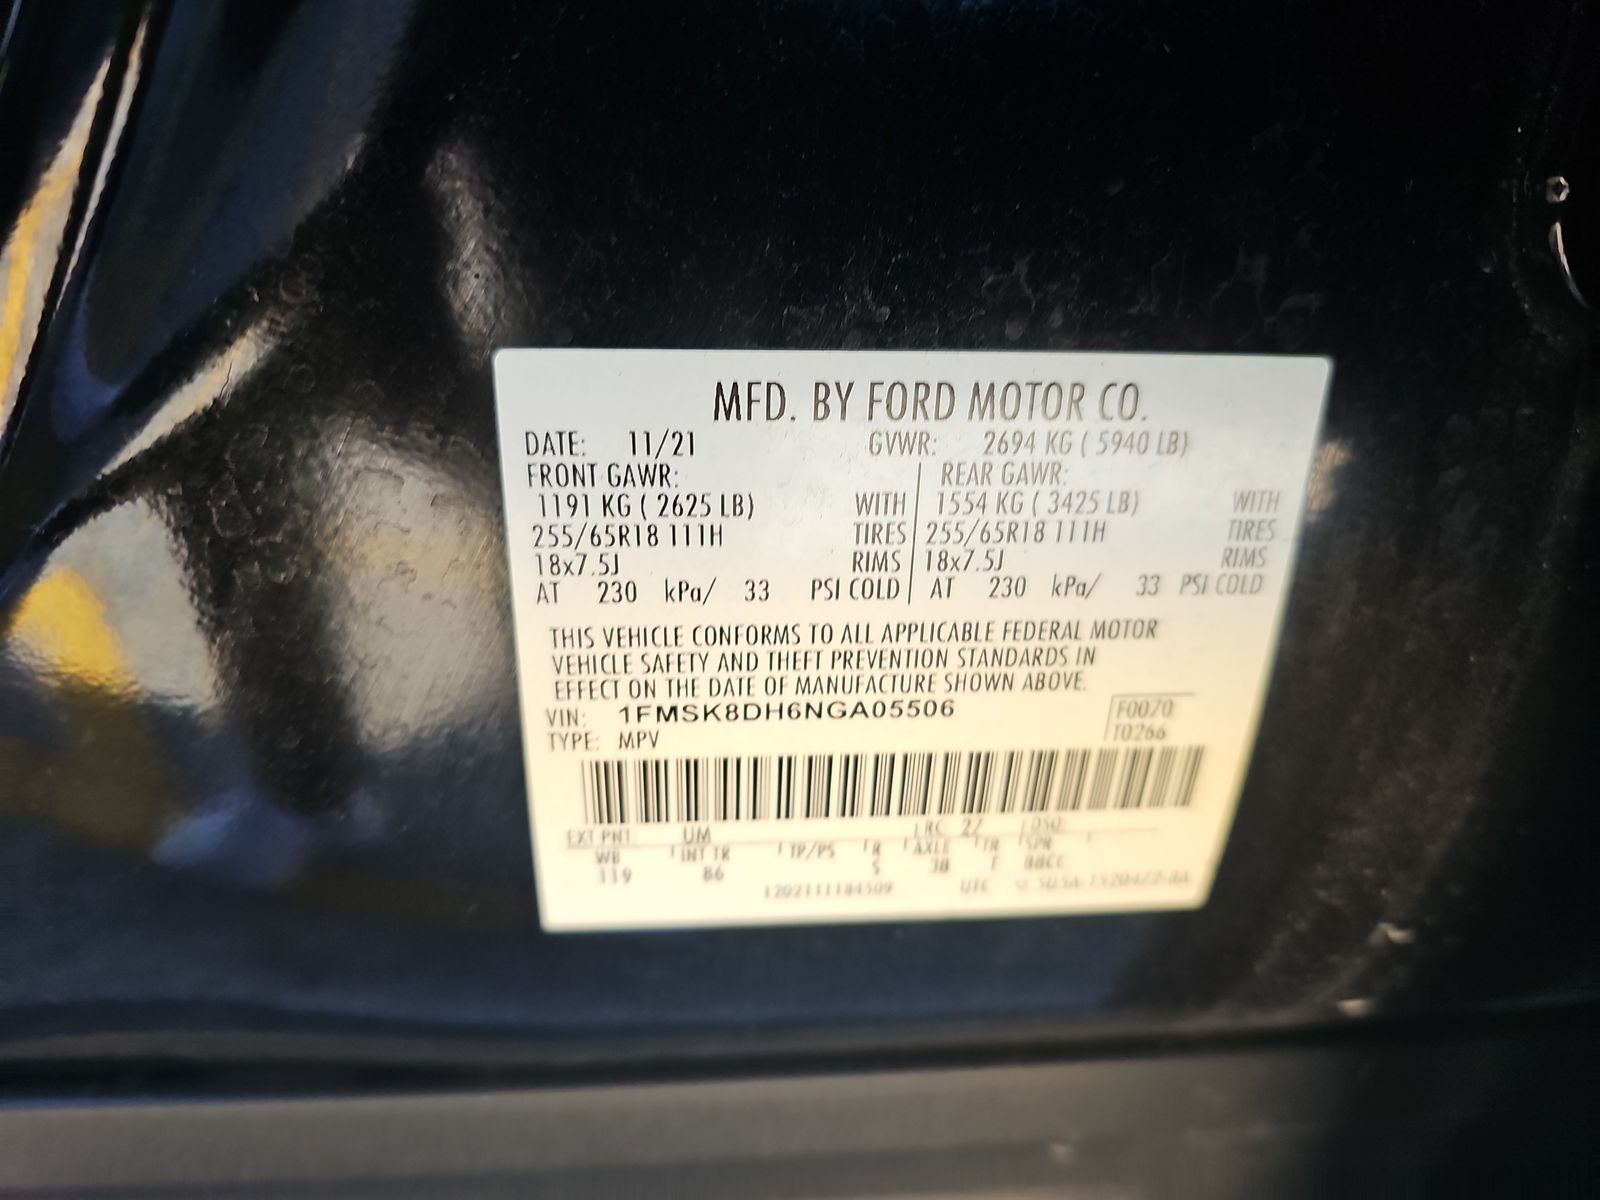 MFD. BY FORD MOTOR CO.
DATE: 11/21 GVWR: 2694 KG ( 5940 LB)
FRONT GAWR: REAR GAWR:
1191 KG ( 2625 LB) WITH 1554 KG ( 3425 LB) WITH
255/65R18 111H TIRES 255/65R18 111H TIRES
18x7.5J RIMS 18x7.5J RIMS
AT 230 kPa/ 33 PSI COLD AT 230 kPa/ 33 PSI COLD
THIS VEHICLE CONFORMS TO ALL APPLICABLE FEDERAL MOTOR
VEHICLE SAFETY AND THEFT PREVENTION STANDARDS IN
EFFECT ON THE DATE OF MANUFACTURE SHOWN ABOVE.
VIN: 1FMSK8DH6NGA05506 F0070
TYPE: MPV T0266
EXT PNT: UM RC 27 DSO:
WB INT TR TP/PS R AXLE TR SPR
119 86 S 38 T BBCC
UTC